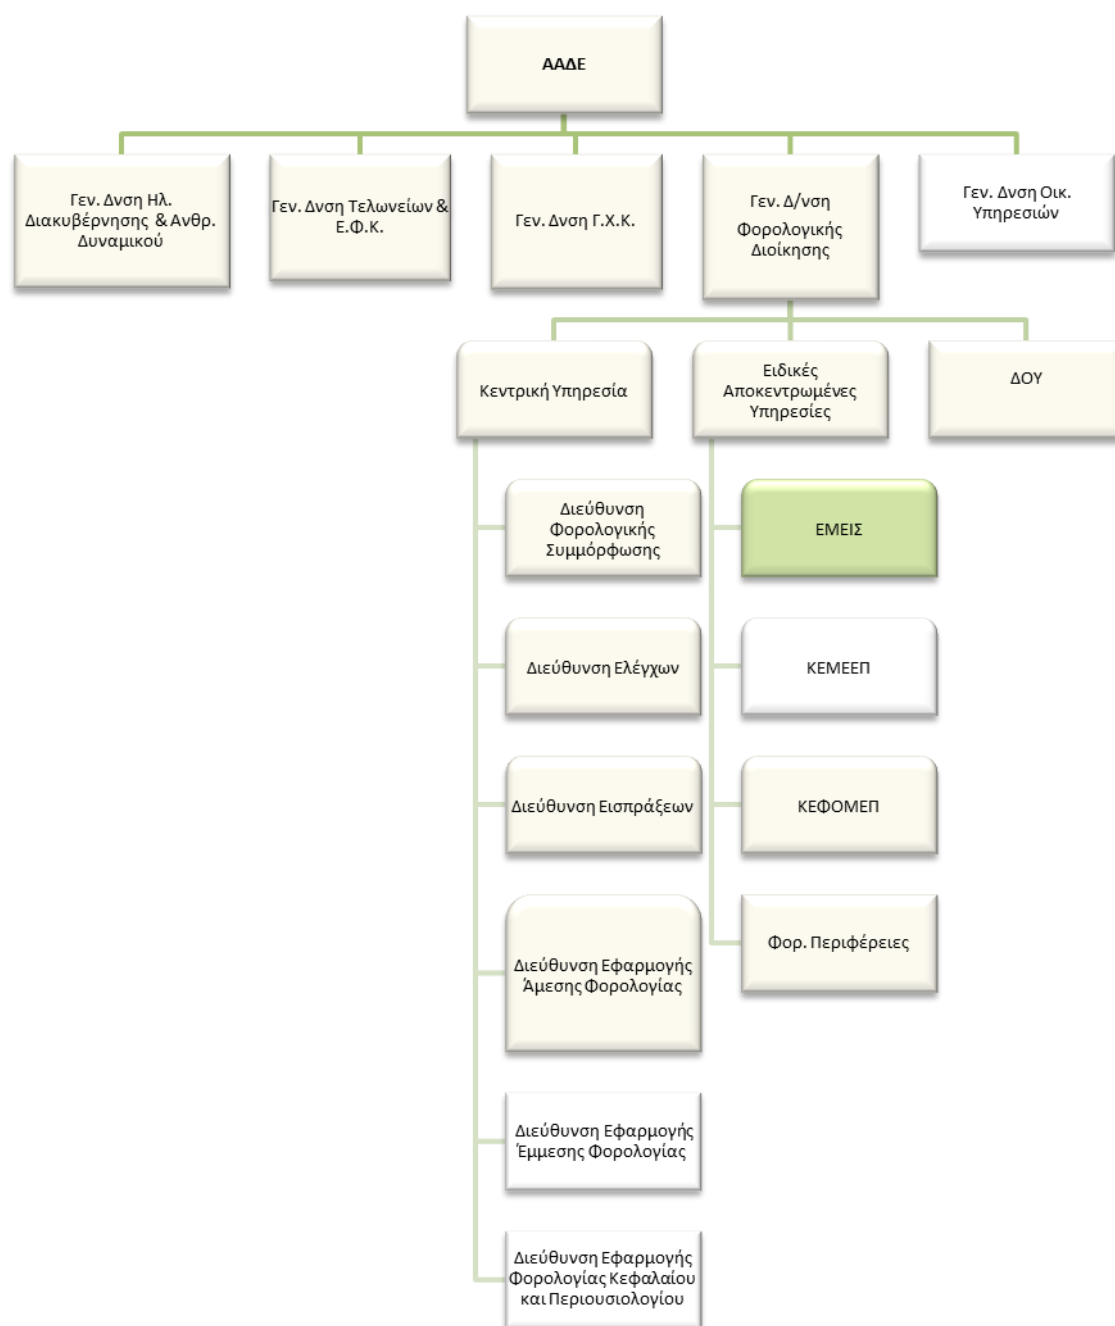 ΑΑΔΕ
Γεν. Δνση Ηλ.
Διακυβέρνησης & Ανθρ.
Δυναμικού
Γεν. Δνση Τελωνείων &
Ε.Φ.Κ.
Γεν. Δνση Γ.Χ.Κ.
Γεν. Δ/νση
Φορολογικής
Διοίκησης
Γεν. Δνση Οικ.
Υπηρεσιών
Κεντρική Υπηρεσία
Ειδικές
Αποκεντρωμένες
Υπηρεσίες
ΔΟΥ
Διεύθυνση
Φορολογικής
Συμμόρφωσης
Διεύθυνση Ελέγχων
Διεύθυνση Εισπράξεων
Διεύθυνση Εφαρμογής
Άμεσης Φορολογίας
Διεύθυνση Εφαρμογής
Έμμεσης Φορολογίας
Διεύθυνση Εφαρμογής
Φορολογίας Κεφαλαίου
και Περιουσιολογίου
ΕΜΕΙΣ
ΚΕΜΕΕΠ
ΚΕΦΟΜΕΠ
Φορ. Περιφέρειες